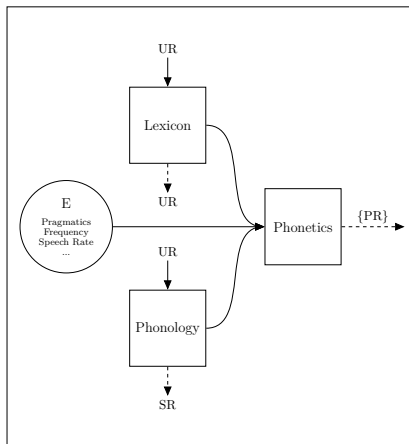 UR
Lexicon
UR
E
Pragmatics
Frequency
Speech Rate
...
Phonetics
{PR}
UR
Phonology
SR